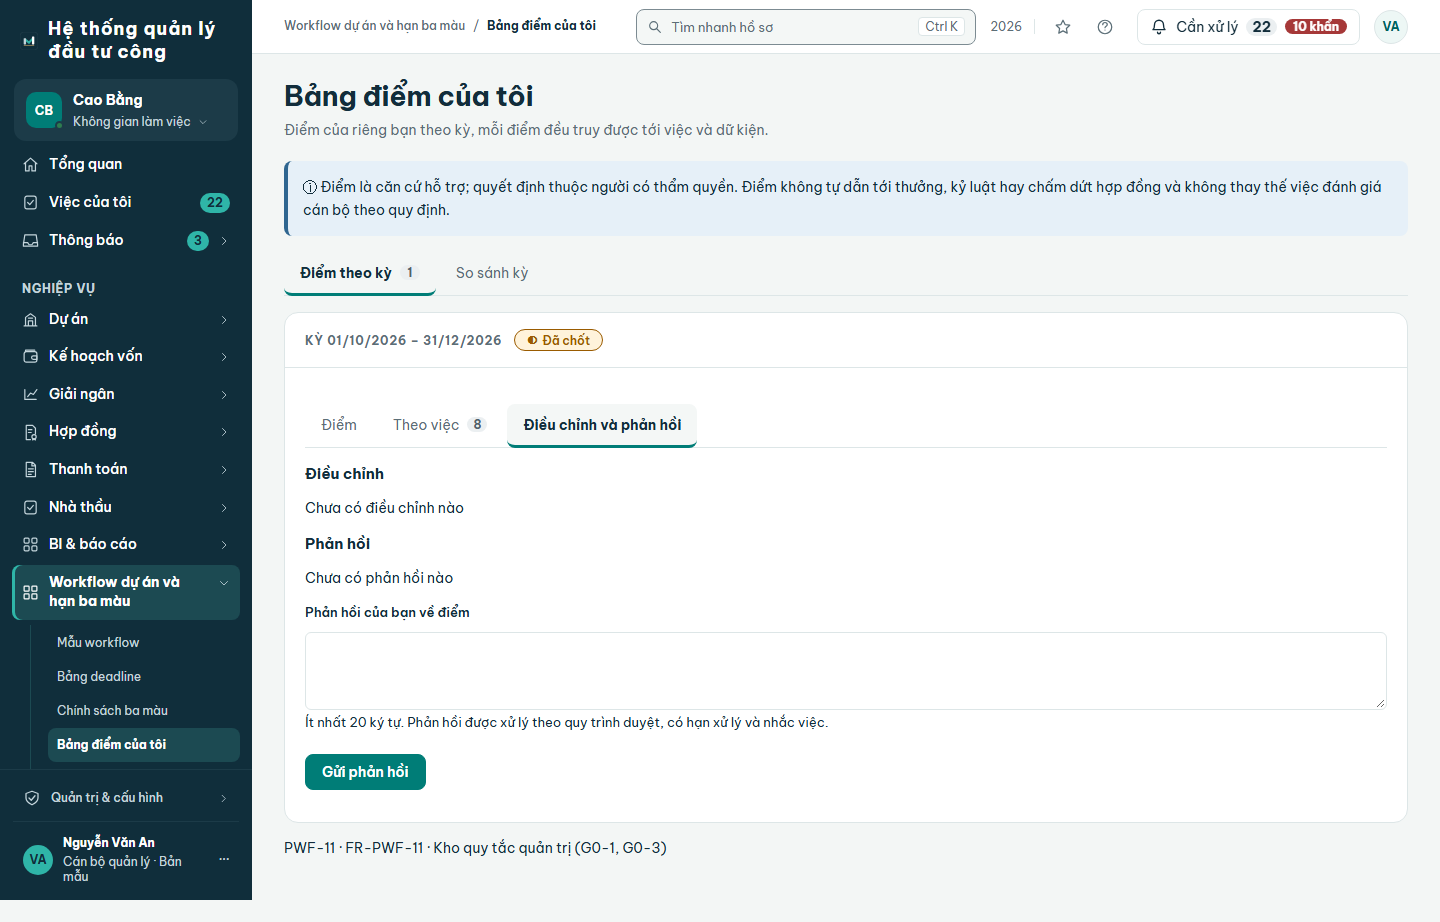 Hệ thống quản lý
đầu tư công
CB
Cao Bằng
Không gian làm việc
Tổng quan
Việc của tôi
22
Thông báo
3
NGHIỆP VỤ
Dự án
Kế hoạch vốn
Giải ngân
Hợp đồng
Thanh toán
Nhà thầu
BI & báo cáo
Workflow dự án và
hạn ba màu
Mẫu workflow
Bảng deadline
Chính sách ba màu
Bảng điểm của tôi
Quản trị & cấu hình
VA
Nguyễn Văn An
Cán bộ quản lý · Bản
mẫu
Workflow dự án và hạn ba màu / Bảng điểm của tôi
Tìm nhanh hồ sơ
Ctrl K
2026
Cần xử lý 22 10 khẩn
VA
Bảng điểm của tôi
Điểm của riêng bạn theo kỳ, mỗi điểm đều truy được tới việc và dữ kiện.
Điểm là căn cứ hỗ trợ; quyết định thuộc người có thẩm quyền. Điểm không tự dẫn tới thưởng, kỷ luật hay chấm dứt hợp đồng và không thay thế việc đánh giá
cán bộ theo quy định.
Điểm theo kỳ 1
So sánh kỳ
KỲ 01/10/2026 – 31/12/2026
Đã chốt
Điểm
Theo việc 8
Điều chỉnh và phản hồi
Điều chỉnh
Chưa có điều chỉnh nào
Phản hồi
Chưa có phản hồi nào
Phản hồi của bạn về điểm
Ít nhất 20 ký tự. Phản hồi được xử lý theo quy trình duyệt, có hạn xử lý và nhắc việc.
Gửi phản hồi
PWF-11 · FR-PWF-11 · Kho quy tắc quản trị (G0-1, G0-3)